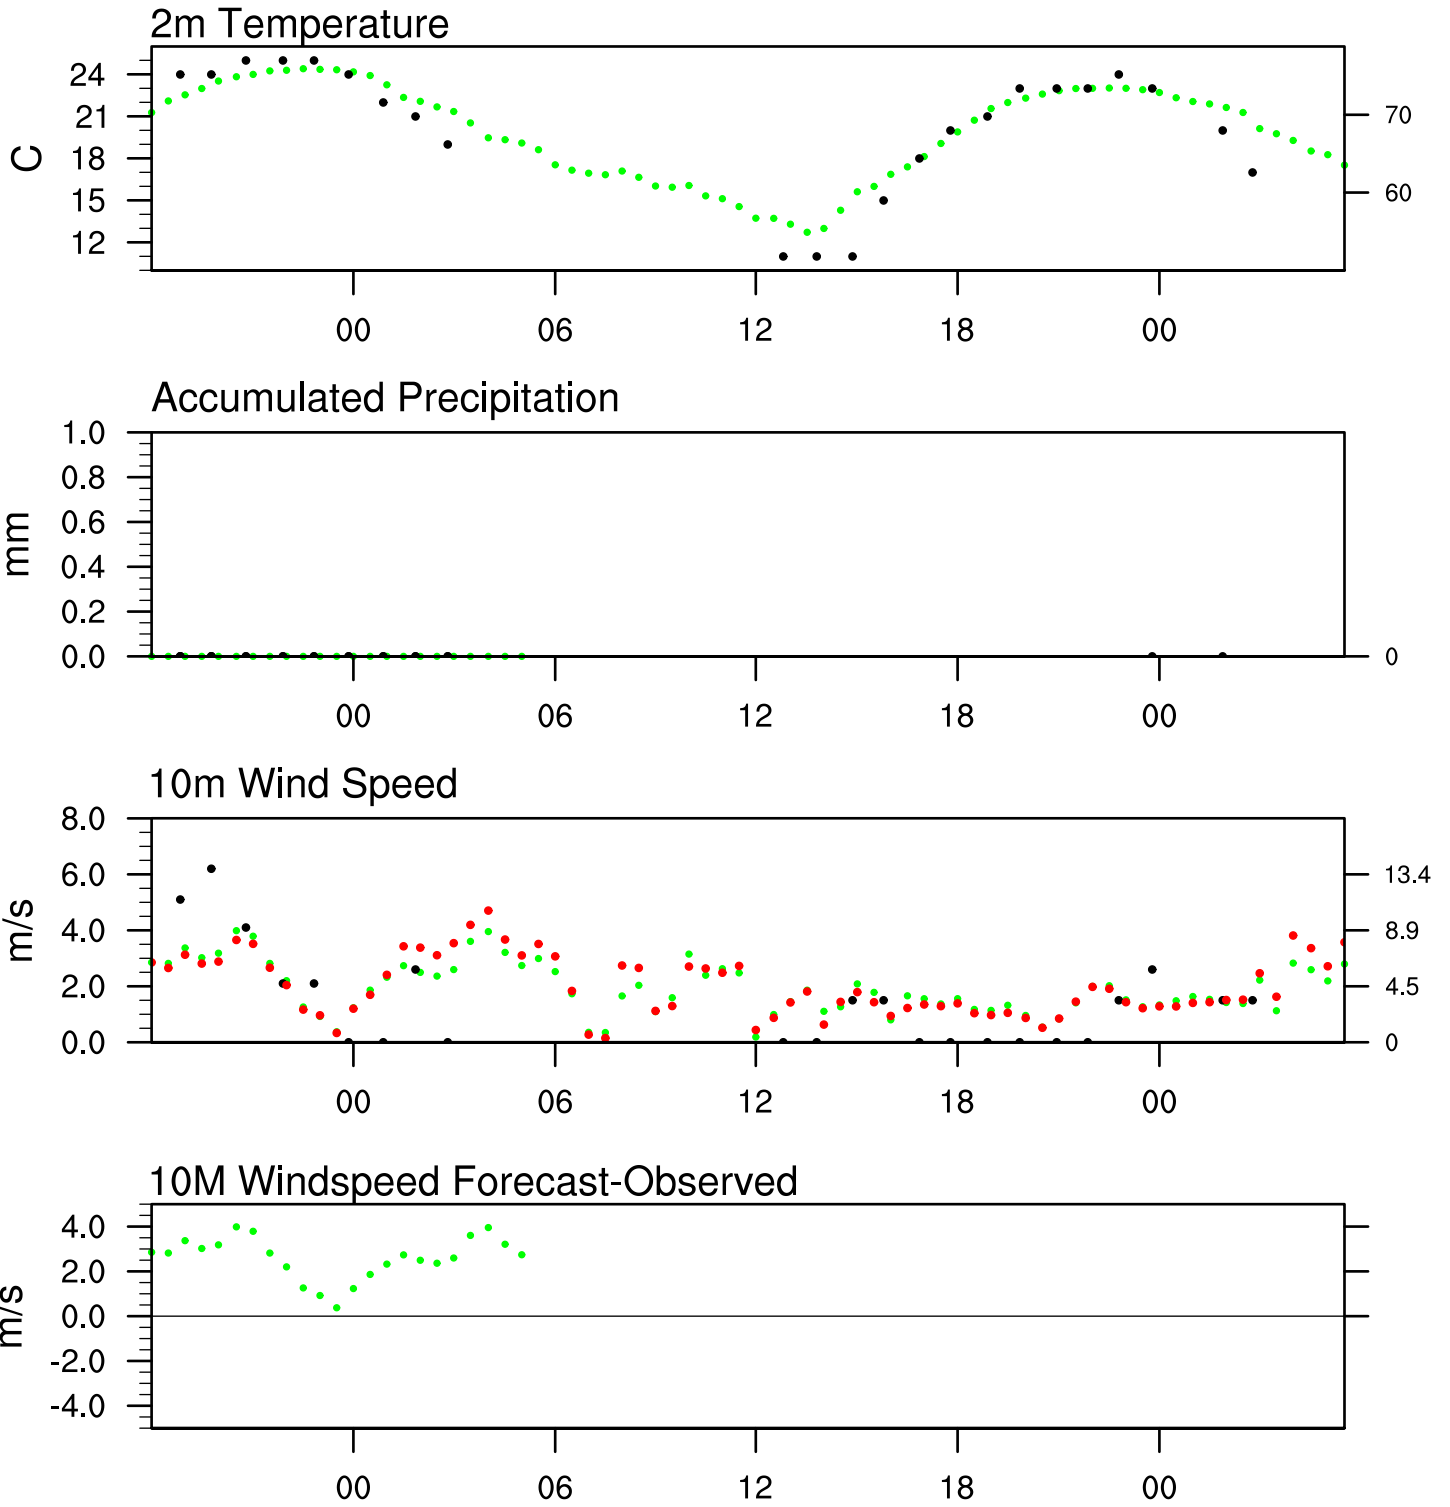 2m Temperature
24
21
18
15
12
C
70
60
00 06 12 18 00
Accumulated Precipitation
1.0
0.8
0.6
0.4
0.2
0.0
mm
0
00 06 12 18 00
10m Wind Speed
8.0
6.0
4.0
2.0
0.0
m/s
13.4
8.9
4.5
0
00 06 12 18 00
10M Windspeed Forecast-Observed
4.0
2.0
0.0
-2.0
-4.0
m/s
00 06 12 18 00